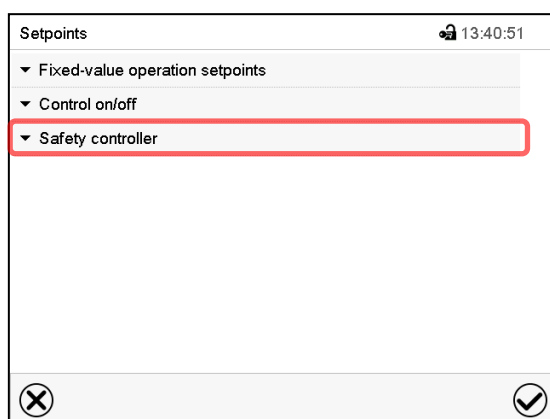 Setpoints 13:40:51
Fixed-value operation setpoints
Control on/off
Safety controller